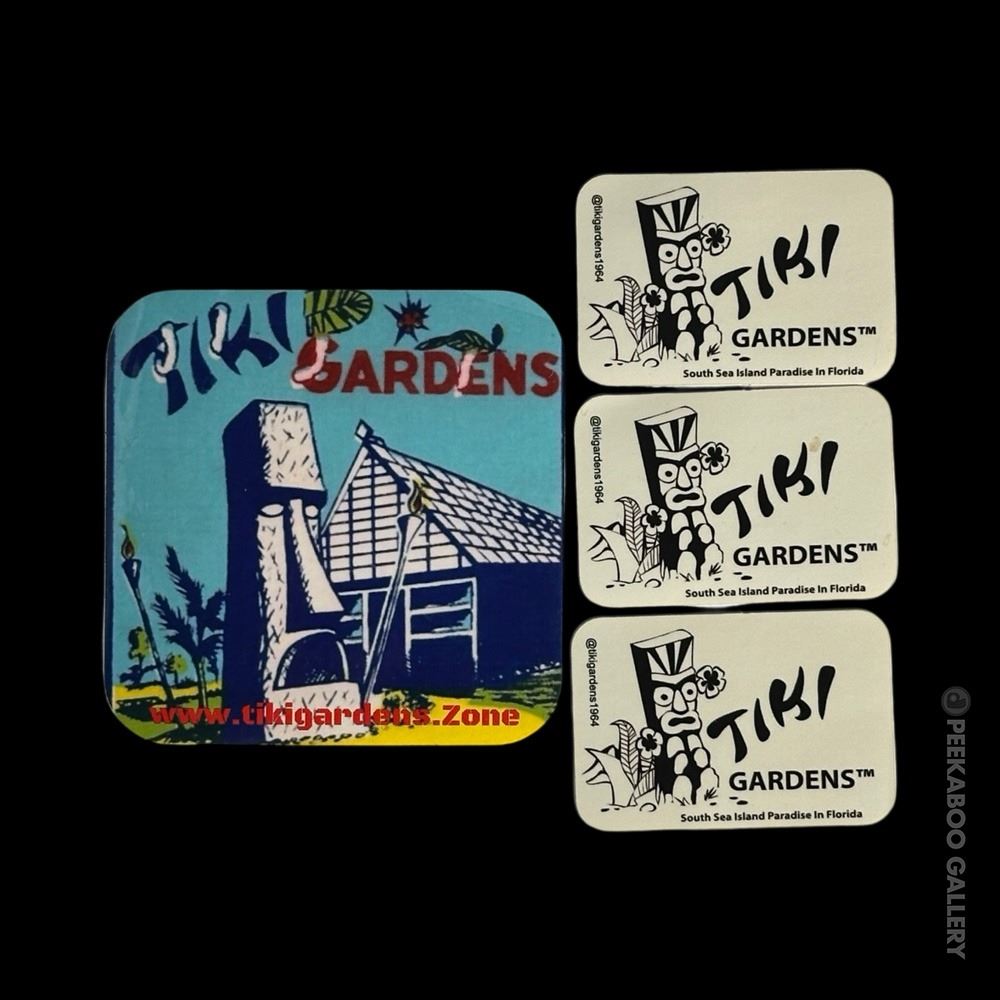 TIKI
GARDENS
www.tikigardens.Zone
@tikigardens1964
TIKI
GARDENS™
South Sea Island Paradise In Florida
@tikigardens1964
TIKI
GARDENS™
South Sea Island Paradise In Florida
@tikigardens1964
TIKI
GARDENS™
South Sea Island Paradise In Florida
PEEKABOO GALLERY